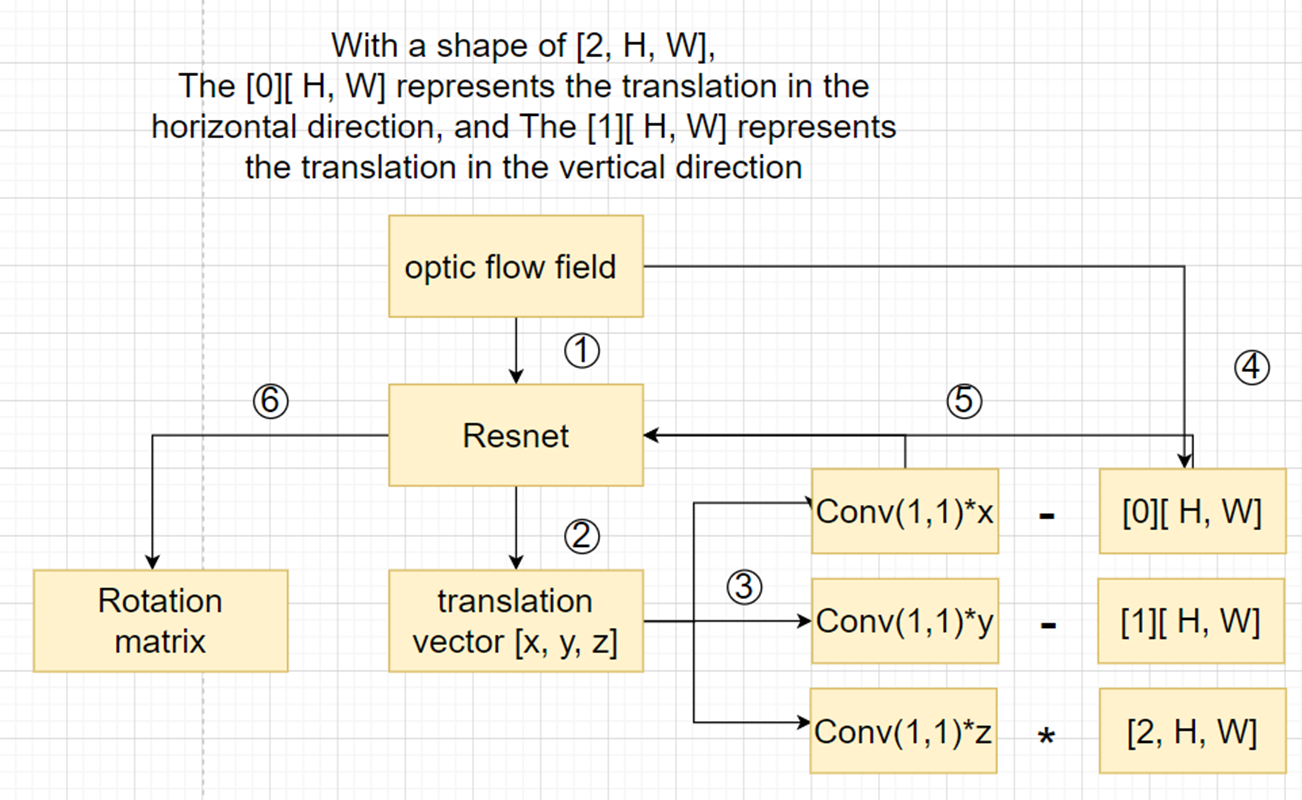 With a shape of [2, H, W],
The [0][ H, W] represents the translation in the
horizontal direction, and The [1][ H, W] represents
the translation in the vertical direction
optic flow field
①
④
⑥
⑤
Resnet
②
Conv(1,1)*x - [0][ H, W]
③
Rotation
matrix
translation
vector [x, y, z]
Conv(1,1)*y - [1][ H, W]
Conv(1,1)*z * [2, H, W]